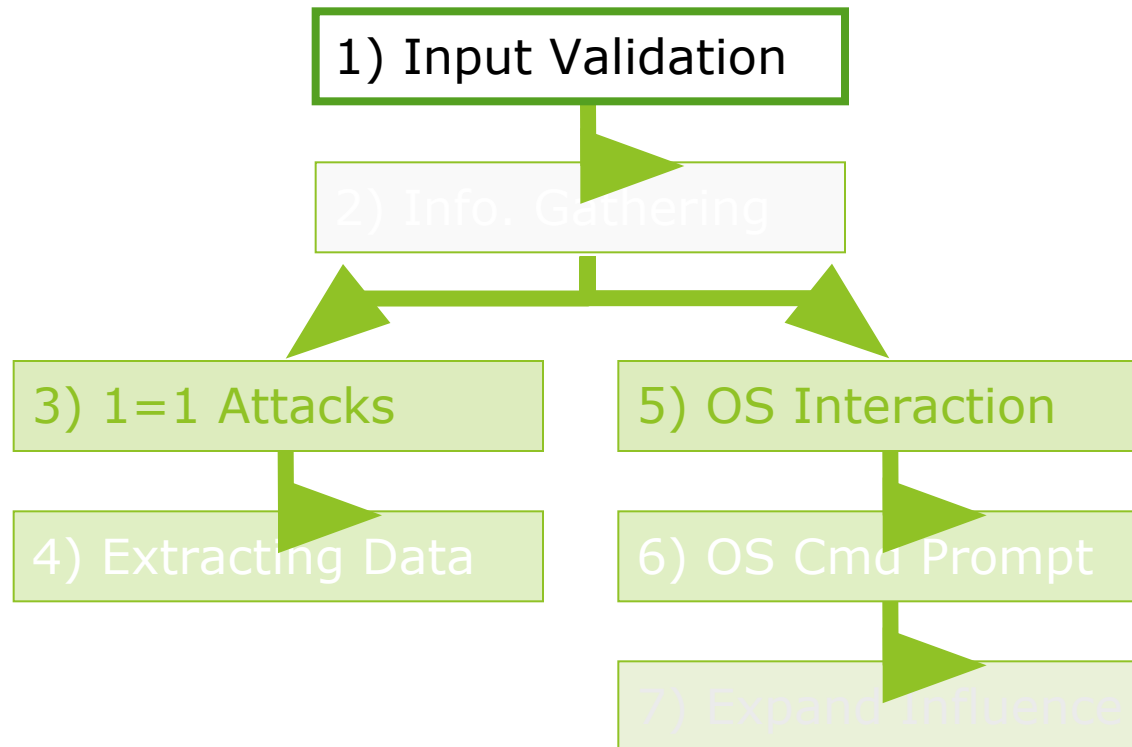 1) Input Validation
2) Info. Gathering
3) 1=1 Attacks
5) OS Interaction
4) Extracting Data
6) OS Cmd Prompt
7) Expand Influence